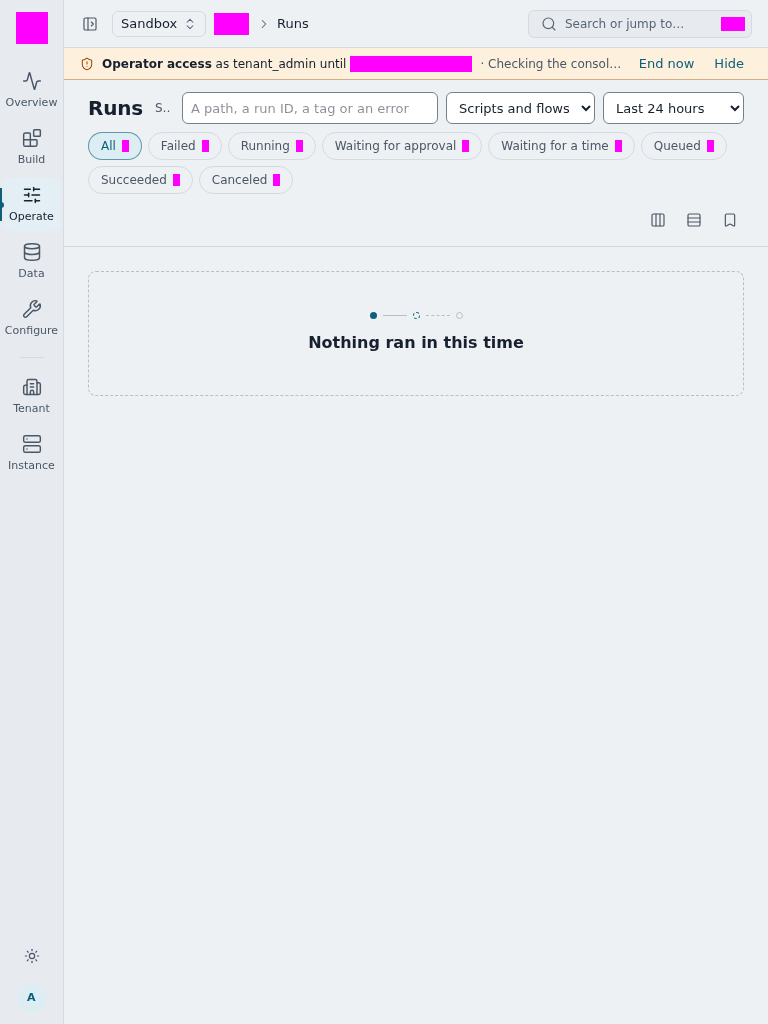 Sandbox
Runs
Search or jump to…
Operator access as tenant_admin until · Checking the consol…
End now
Hide
Overview
Build
Operate
Data
Configure
Tenant
Instance
Runs
S..
A path, a run ID, a tag or an error
Scripts and flows
Last 24 hours
All
Failed
Running
Waiting for approval
Waiting for a time
Queued
Succeeded
Canceled
Nothing ran in this time
A